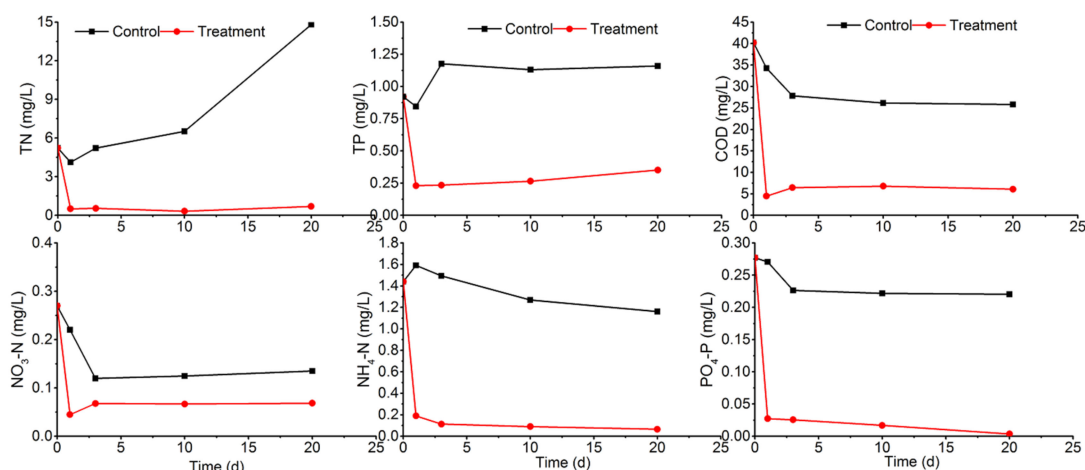 Control Treatment
TN (mg/L)
15
12
9
6
3
0
0 5 10 15 20 25
Control Treatment
TP (mg/L)
1.50
1.25
1.00
0.75
0.50
0.25
0.00
0 5 10 15 20 25
Control Treatment
COD (mg/L)
45
40
35
30
25
20
15
10
5
0
0 5 10 15 20 25
NO3-N (mg/L)
0.4
0.3
0.2
0.1
0.0
0 5 10 15 20 25
Time (d)
NH4-N (mg/L)
1.8
1.6
1.4
1.2
1.0
0.8
0.6
0.4
0.2
0.0
0 5 10 15 20 25
Time (d)
PO4-P (mg/L)
0.30
0.25
0.20
0.15
0.10
0.05
0.00
0 5 10 15 20 25
Time (d)